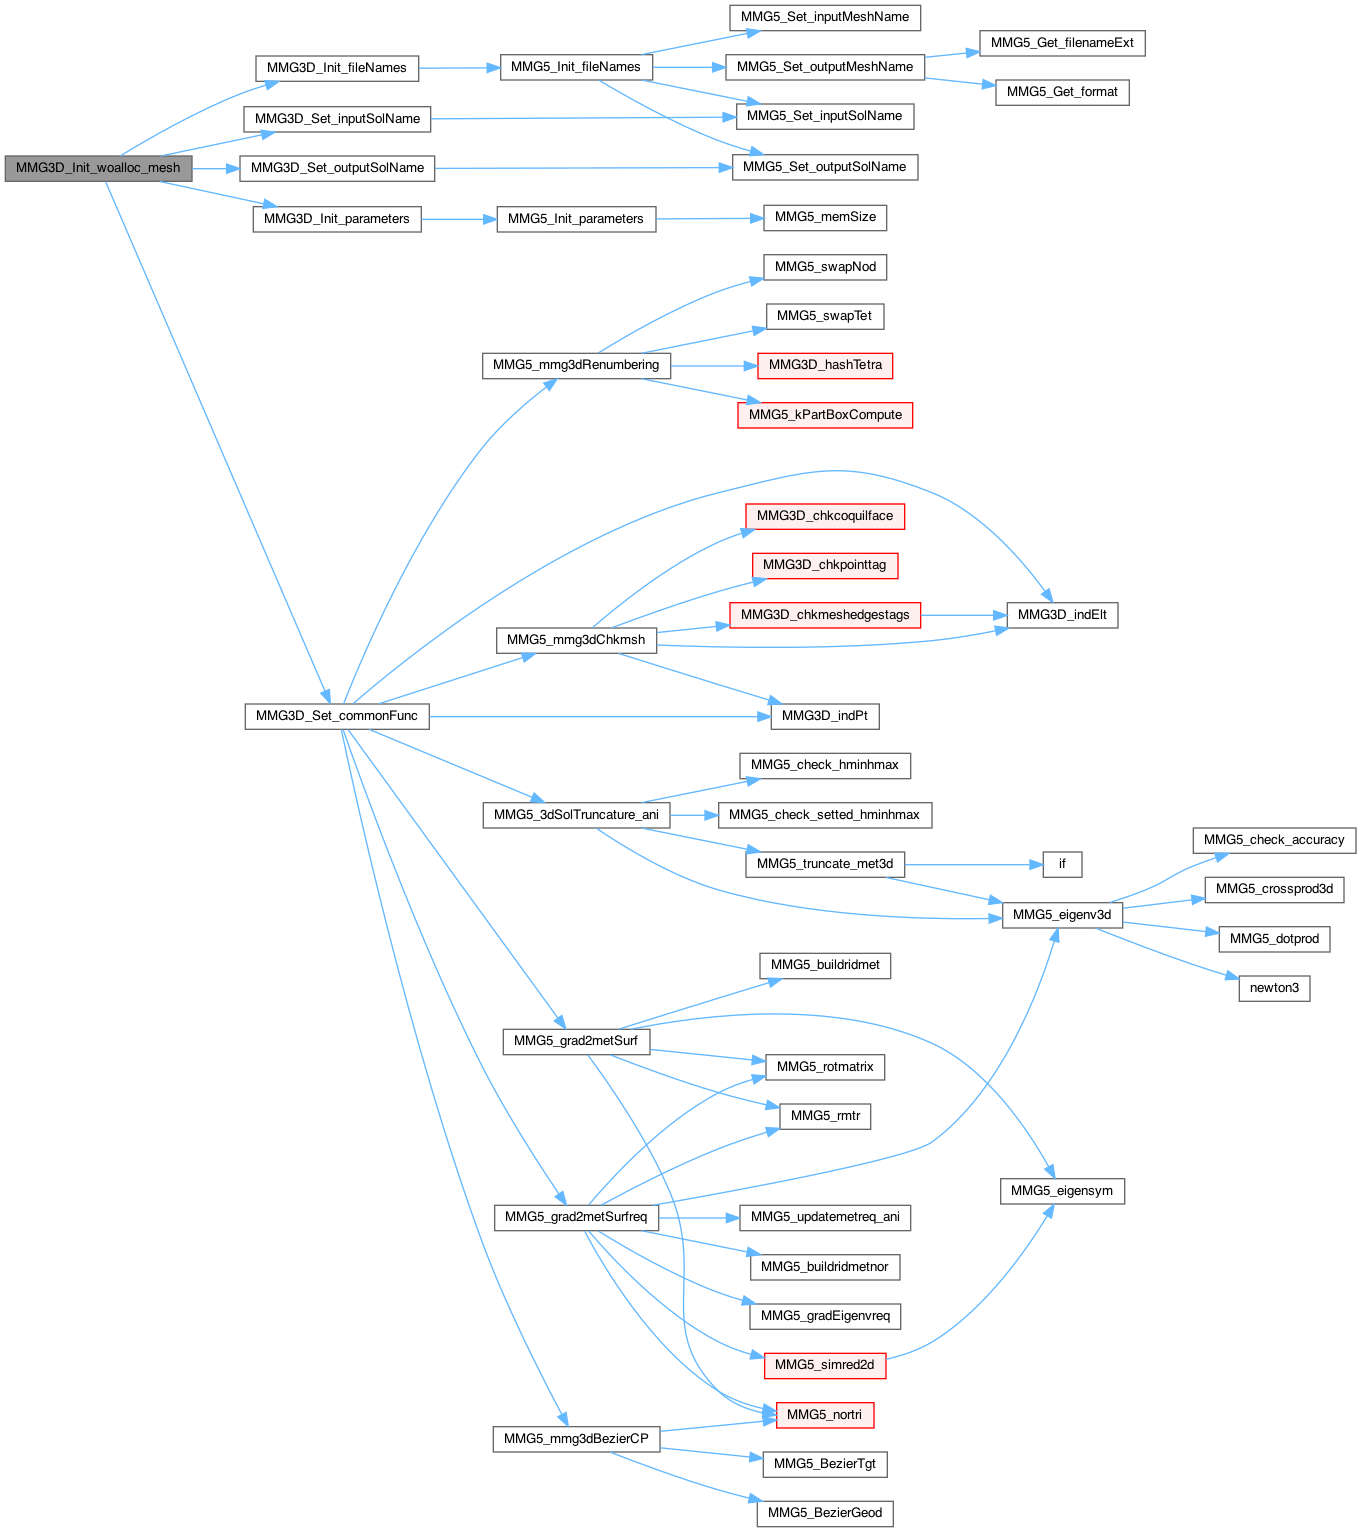 MMG5_Set_inputMeshName
MMG5_Get_filenameExt
MMG3D_Init_fileNames
MMG5_Init_fileNames
MMG5_Set_outputMeshName
MMG5_Get_format
MMG3D_Set_inputSolName
MMG5_Set_inputSolName
MMG3D_Init_woalloc_mesh
MMG3D_Set_outputSolName
MMG5_Set_outputSolName
MMG3D_Init_parameters
MMG5_Init_parameters
MMG5_memSize
MMG5_swapNod
MMG5_swapTet
MMG5_mmg3dRenumbering
MMG3D_hashTetra
MMG5_kPartBoxCompute
MMG3D_chkcoquilface
MMG3D_chkpointtag
MMG3D_chkmeshedgestags
MMG3D_indElt
MMG5_mmg3dChkmsh
MMG3D_Set_commonFunc
MMG3D_indPt
MMG5_check_hminhmax
MMG5_3dSolTruncature_ani
MMG5_check_setted_hminhmax
MMG5_check_accuracy
MMG5_truncate_met3d
if
MMG5_crossprod3d
MMG5_eigenv3d
MMG5_dotprod
MMG5_buildridmet
newton3
MMG5_grad2metSurf
MMG5_rotmatrix
MMG5_rmtr
MMG5_eigensym
MMG5_grad2metSurfreq
MMG5_updatemetreq_ani
MMG5_buildridmetnor
MMG5_gradEigenvreq
MMG5_simred2d
MMG5_nortri
MMG5_mmg3dBezierCP
MMG5_BezierTgt
MMG5_BezierGeod